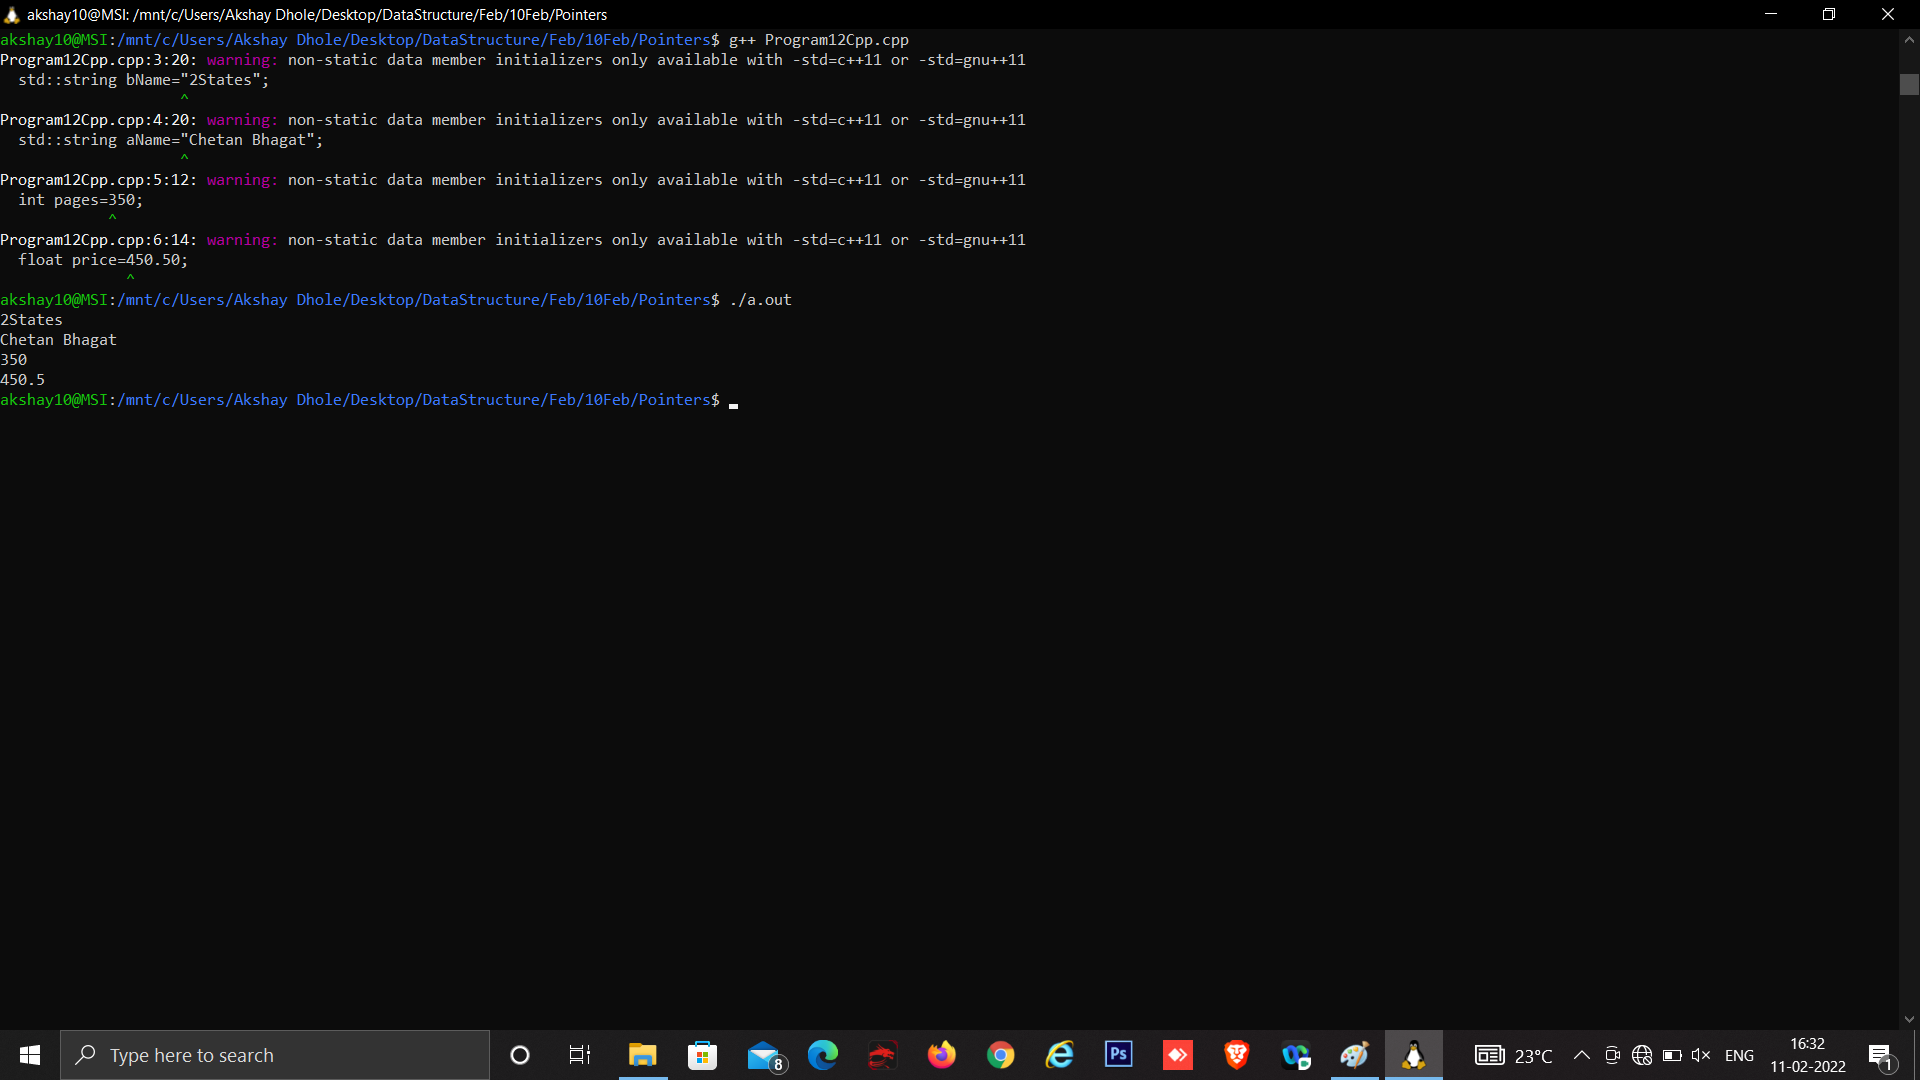 akshay10@MSI: /mnt/c/Users/Akshay Dhole/Desktop/DataStructure/Feb/10Feb/Pointers
akshay10@MSI:/mnt/c/Users/Akshay Dhole/Desktop/DataStructure/Feb/10Feb/Pointers$ g++ Program12Cpp.cpp
Program12Cpp.cpp:3:20: warning: non-static data member initializers only available with -std=c++11 or -std=gnu++11
  std::string bName="2States";
                    ^
Program12Cpp.cpp:4:20: warning: non-static data member initializers only available with -std=c++11 or -std=gnu++11
  std::string aName="Chetan Bhagat";
                    ^
Program12Cpp.cpp:5:12: warning: non-static data member initializers only available with -std=c++11 or -std=gnu++11
  int pages=350;
            ^
Program12Cpp.cpp:6:14: warning: non-static data member initializers only available with -std=c++11 or -std=gnu++11
  float price=450.50;
              ^
akshay10@MSI:/mnt/c/Users/Akshay Dhole/Desktop/DataStructure/Feb/10Feb/Pointers$ ./a.out
2States
Chetan Bhagat
350
450.5
akshay10@MSI:/mnt/c/Users/Akshay Dhole/Desktop/DataStructure/Feb/10Feb/Pointers$
Type here to search
8
Ps
23°C
ENG
16:32
11-02-2022
1